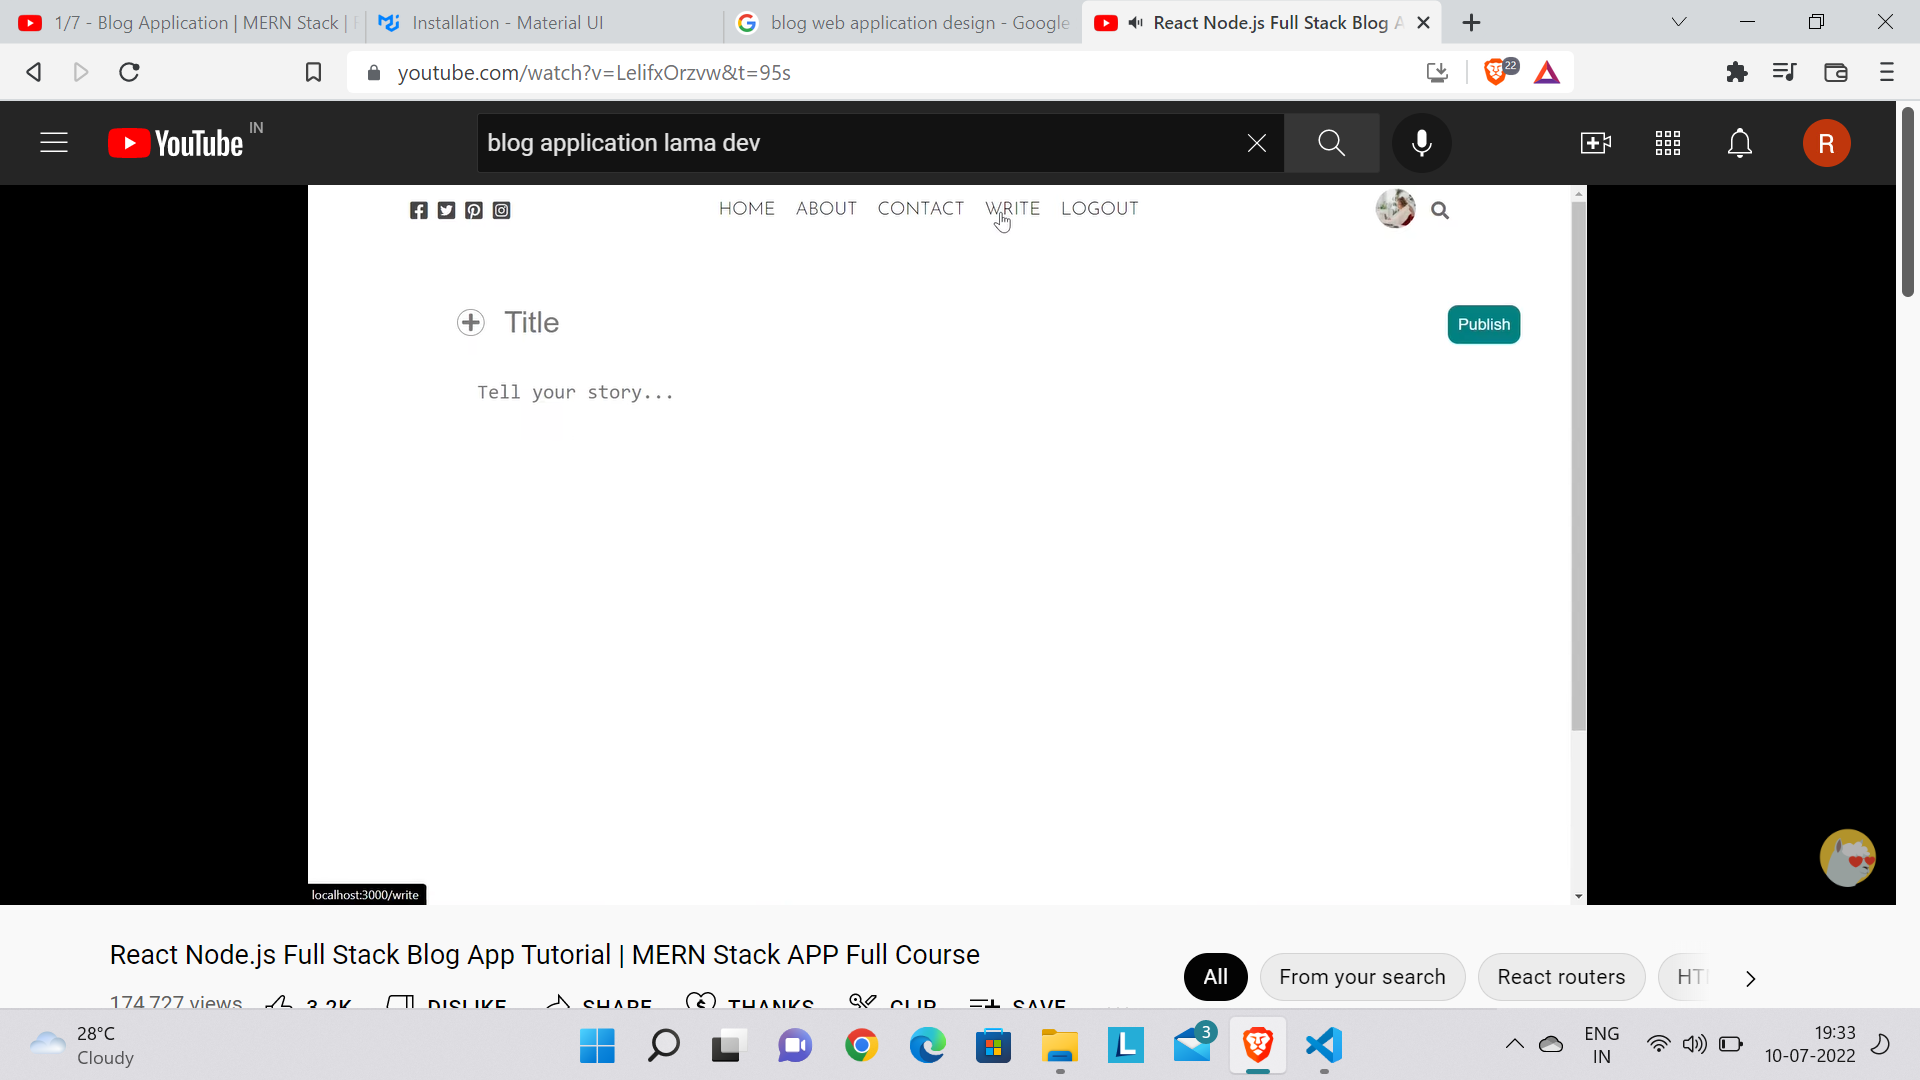 1/7 - Blog Application | MERN Stack |
Installation - Material UI
blog web application design - Google
React Node.js Full Stack Blog A
youtube.com/watch?v=LelifxOrzvw&t=95s
22
YouTube IN
blog application lama dev
R
HOME ABOUT CONTACT WRITE LOGOUT
Title
Publish
Tell your story...
localhost:3000/write
React Node.js Full Stack Blog App Tutorial | MERN Stack APP Full Course
All
From your search
React routers
174,727 views 3.2K DISLIKE SHARE THANKS CLIP SAVE
28°C
Cloudy
L
3
ENG
IN
19:33
10-07-2022